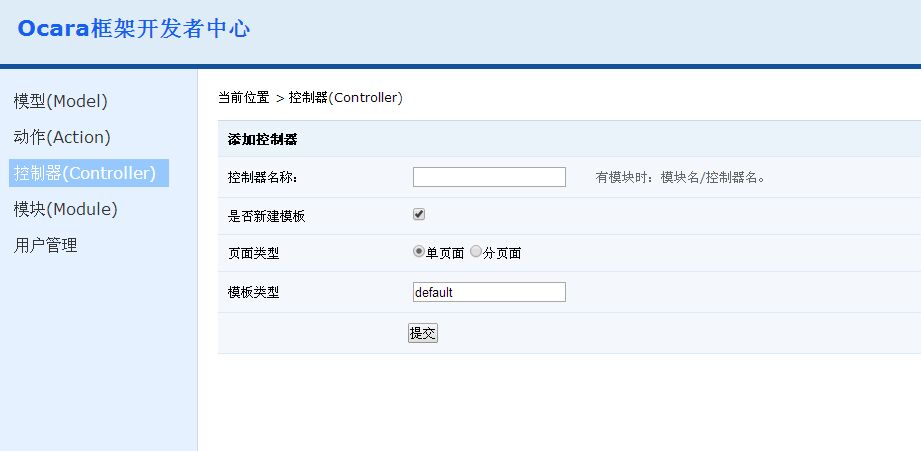 Ocara框架开发者中心
模型(Model)
动作(Action)
控制器(Controller)
模块(Module)
用户管理
当前位置 > 控制器(Controller)
添加控制器
控制器名称： 有模块时：模块名/控制器名。
是否新建模板
页面类型 单页面 分页面
模板类型 default
提交